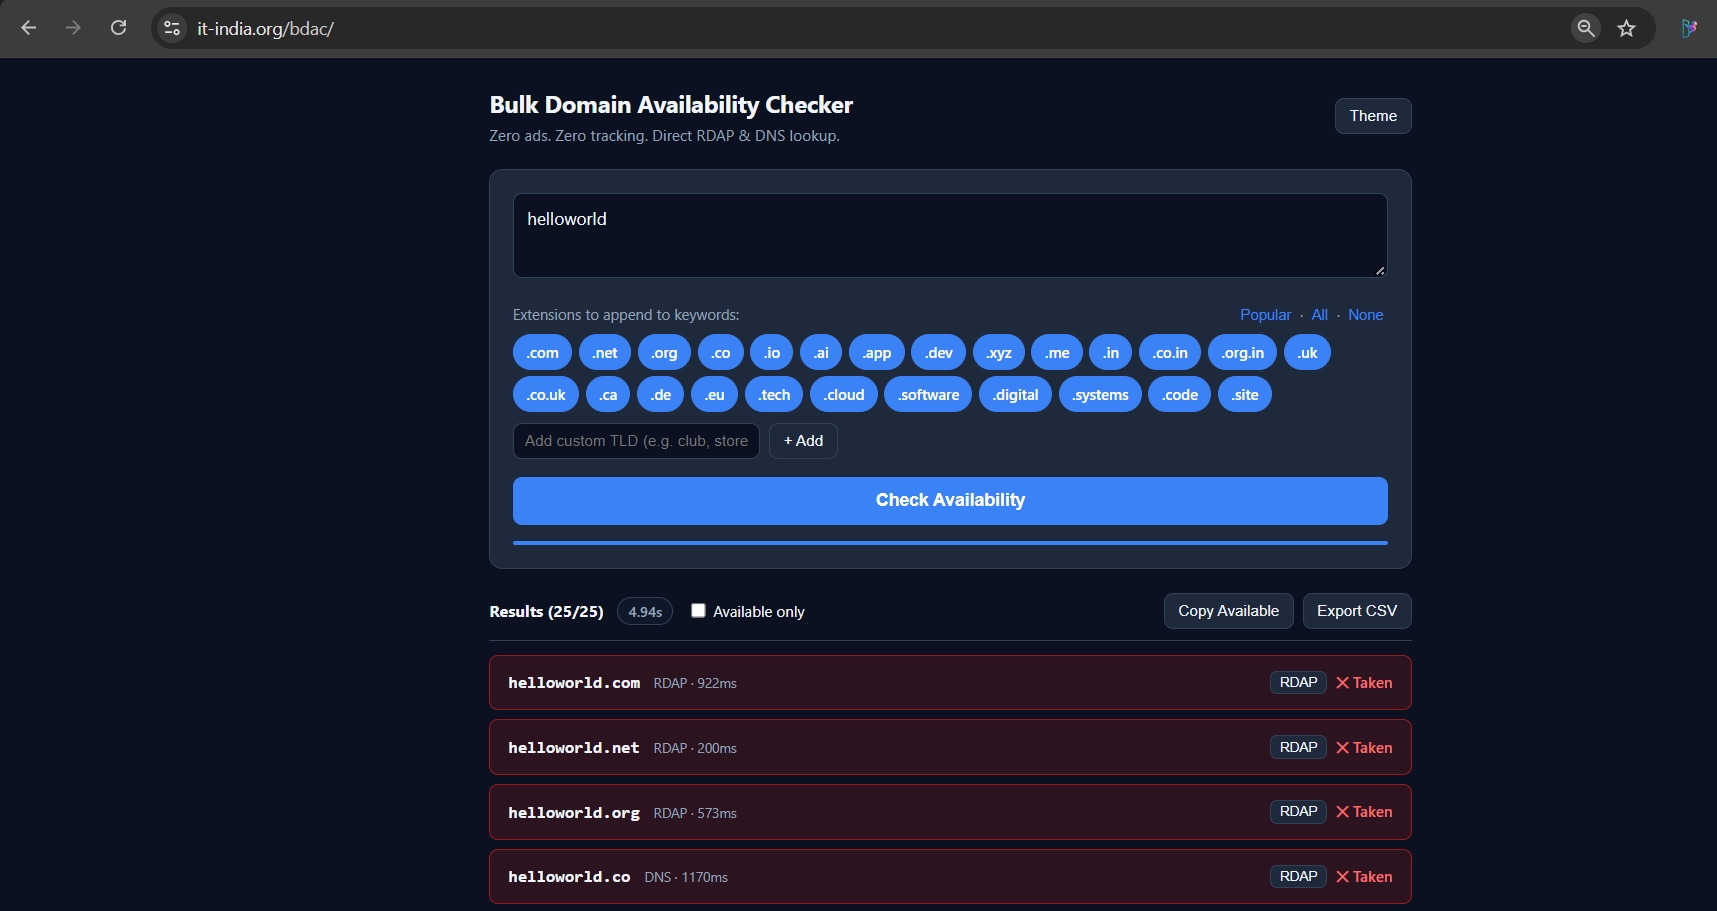 it-india.org/bdac/
Bulk Domain Availability Checker
Theme
Zero ads. Zero tracking. Direct RDAP & DNS lookup.
helloworld
Extensions to append to keywords:
Popular · All · None
.com .net .org .co .io .ai .app .dev .xyz .me .in .co.in .org.in .uk
.co.uk .ca .de .eu .tech .cloud .software .digital .systems .code .site
Add custom TLD (e.g. club, store
+ Add
Check Availability
Results (25/25) 4.94s Available only Copy Available Export CSV
helloworld.com RDAP · 922ms RDAP ✕ Taken
helloworld.net RDAP · 200ms RDAP ✕ Taken
helloworld.org RDAP · 573ms RDAP ✕ Taken
helloworld.co DNS · 1170ms RDAP ✕ Taken